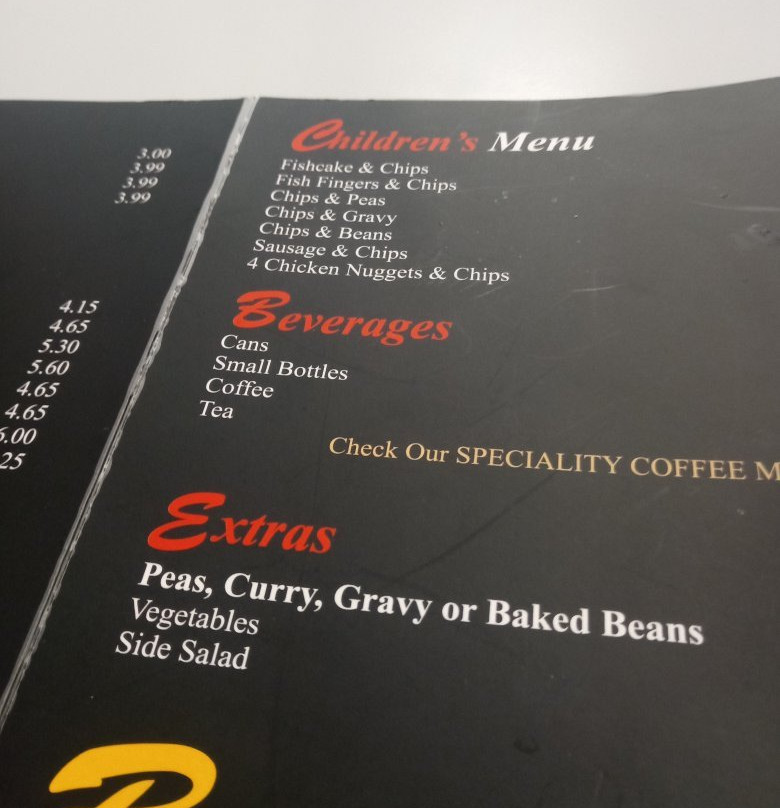 3.00
3.99
3.99
3.99
4.15
4.65
5.30
5.60
4.65
4.65
6.00
25
Children's Menu
Fishcake & Chips
Fish Fingers & Chips
Chips & Peas
Chips & Gravy
Chips & Beans
Sausage & Chips
4 Chicken Nuggets & Chips
Beverages
Cans
Small Bottles
Coffee
Tea
Check Our SPECIALITY COFFEE M
Extras
Peas, Curry, Gravy or Baked Beans
Vegetables
Side Salad